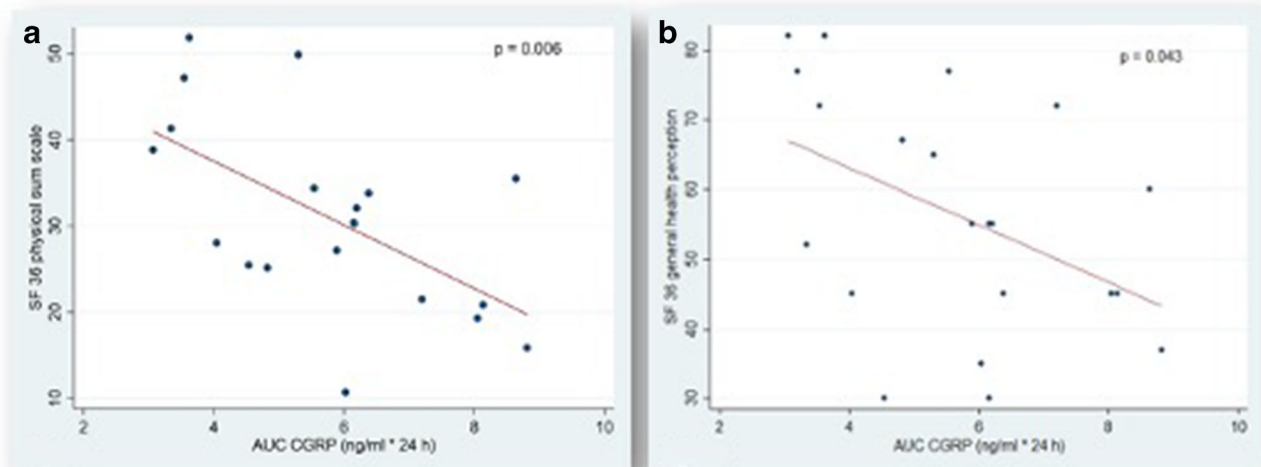 a
p = 0.006
SF 36 physical sum scale
50
40
30
20
10
2 4 6 8 10
AUC CGRP (ng/ml * 24 h)
b
p = 0.043
SF 36 general health perception
80
70
60
50
40
30
2 4 6 8 10
AUC CGRP (ng/ml * 24 h)